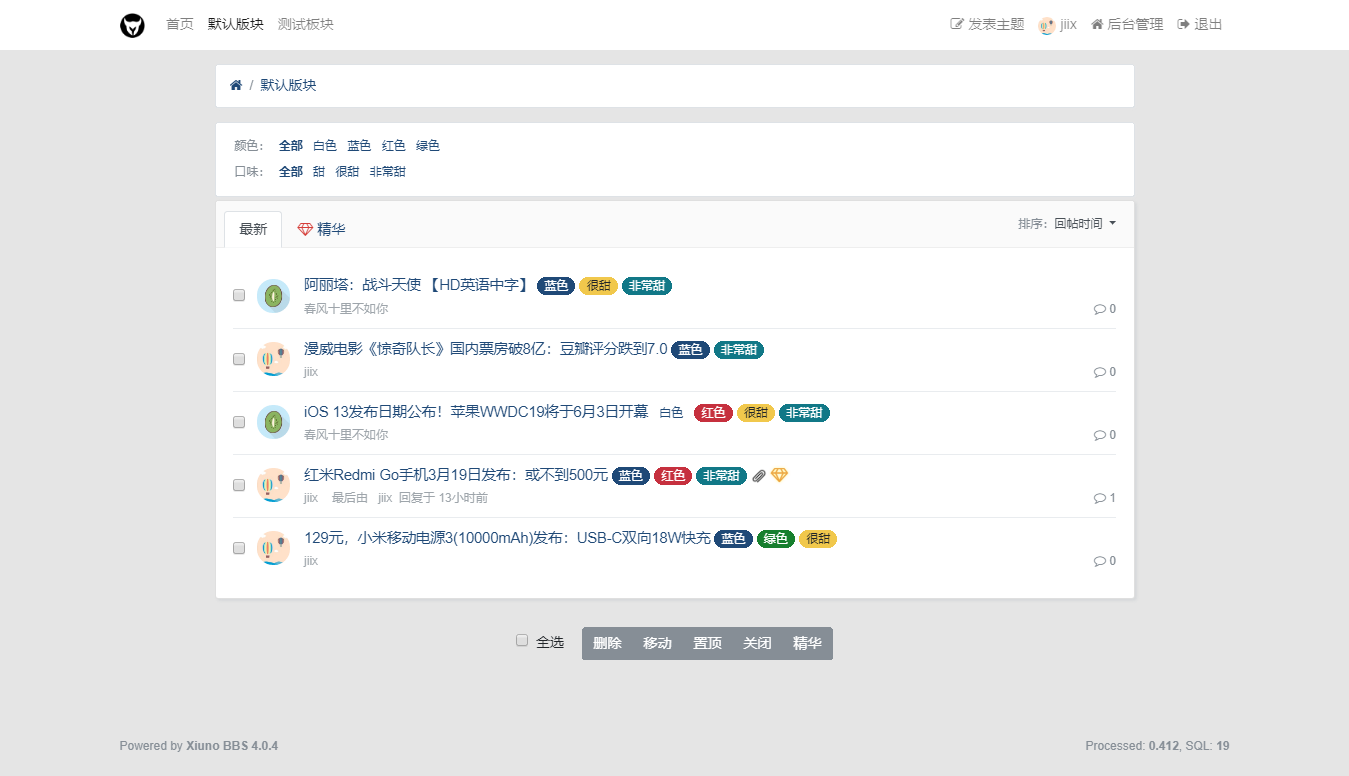 首页 默认版块 测试板块 发表主题 jiix 后台管理 退出
/ 默认版块
颜色： 全部 白色 蓝色 红色 绿色
口味： 全部 甜 很甜 非常甜
最新 精华 排序：回帖时间
阿丽塔：战斗天使 【HD英语中字】 蓝色 很甜 非常甜
春风十里不如你 0
漫威电影《惊奇队长》国内票房破8亿：豆瓣评分跌到7.0 蓝色 非常甜
jiix 0
iOS 13发布日期公布！苹果WWDC19将于6月3日开幕 白色 红色 很甜 非常甜
春风十里不如你 0
红米Redmi Go手机3月19日发布：或不到500元 蓝色 红色 非常甜
jiix 最后由 jiix 回复于 13小时前 1
129元，小米移动电源3(10000mAh)发布：USB-C双向18W快充 蓝色 绿色 很甜
jiix 0
全选 删除 移动 置顶 关闭 精华
Powered by Xiuno BBS 4.0.4 Processed: 0.412, SQL: 19